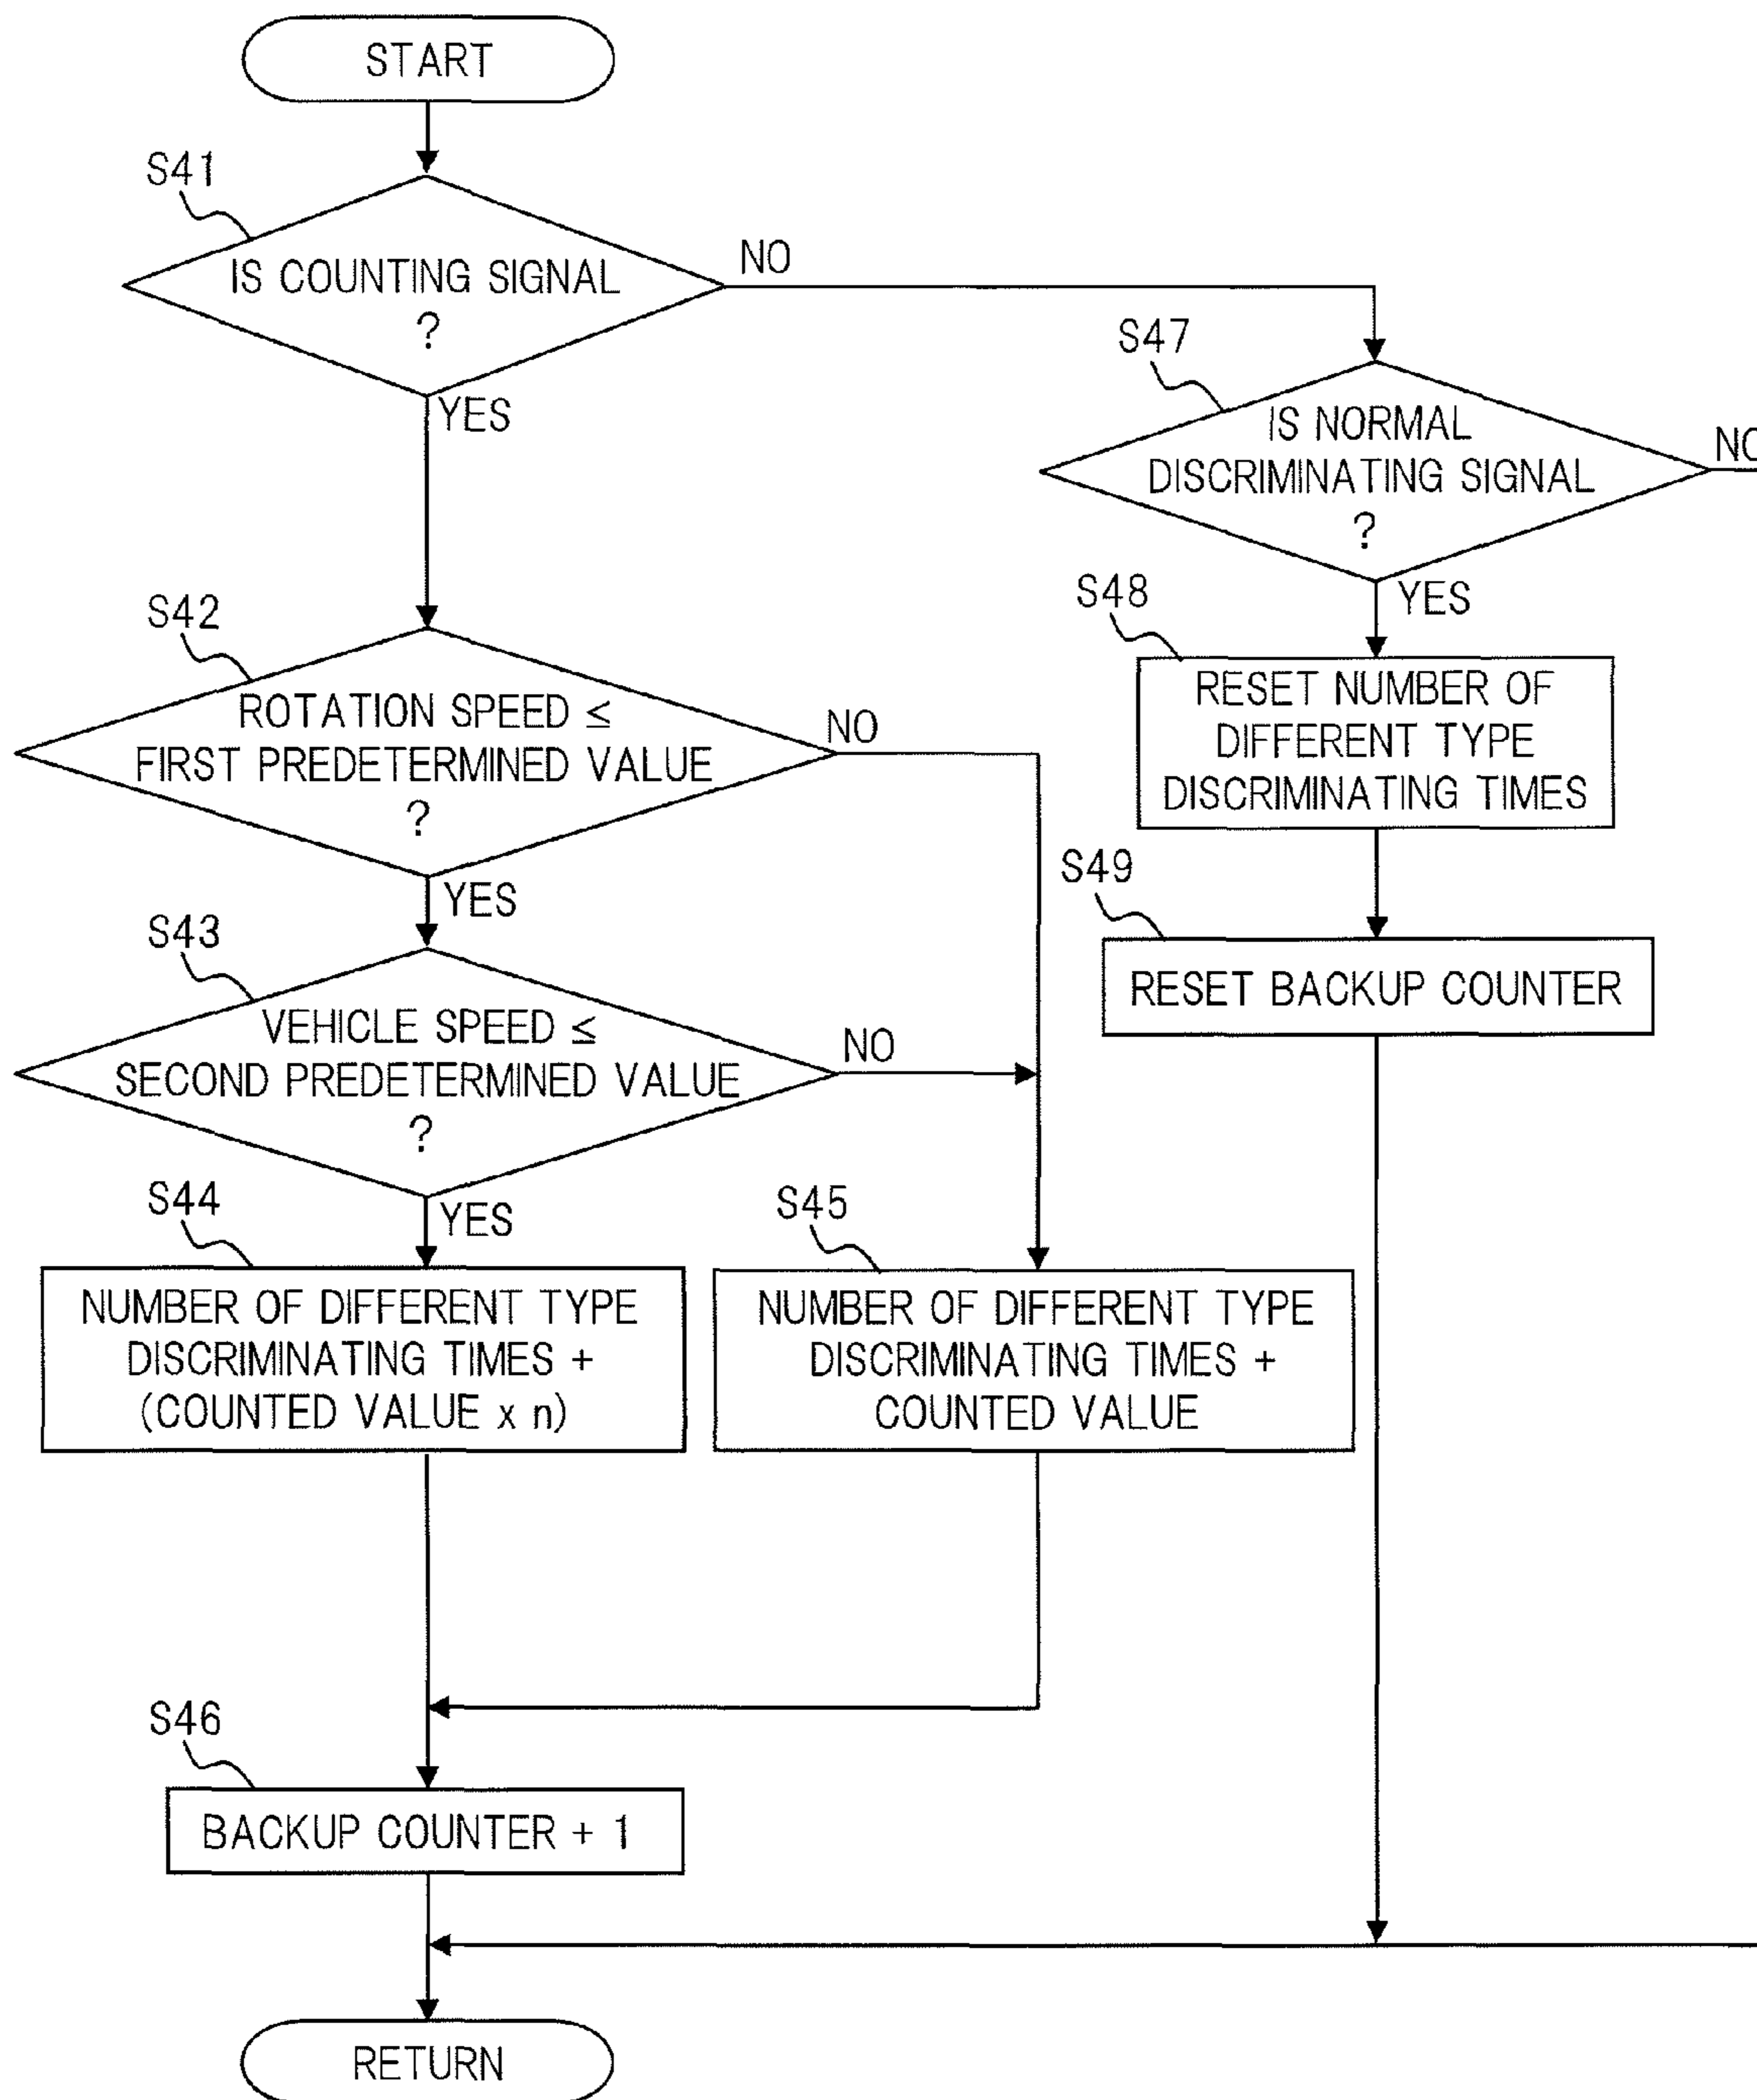 START
S41
IS COUNTING SIGNAL
?
NO
YES
S47
IS NORMAL
DISCRIMINATING SIGNAL
?
NO
YES
S42
ROTATION SPEED ≤
FIRST PREDETERMINED VALUE
?
NO
YES
S48
RESET NUMBER OF
DIFFERENT TYPE
DISCRIMINATING TIMES
S49
RESET BACKUP COUNTER
S43
VEHICLE SPEED ≤
SECOND PREDETERMINED VALUE
?
NO
YES
S44
NUMBER OF DIFFERENT TYPE
DISCRIMINATING TIMES +
(COUNTED VALUE x n)
S45
NUMBER OF DIFFERENT TYPE
DISCRIMINATING TIMES +
COUNTED VALUE
S46
BACKUP COUNTER + 1
RETURN